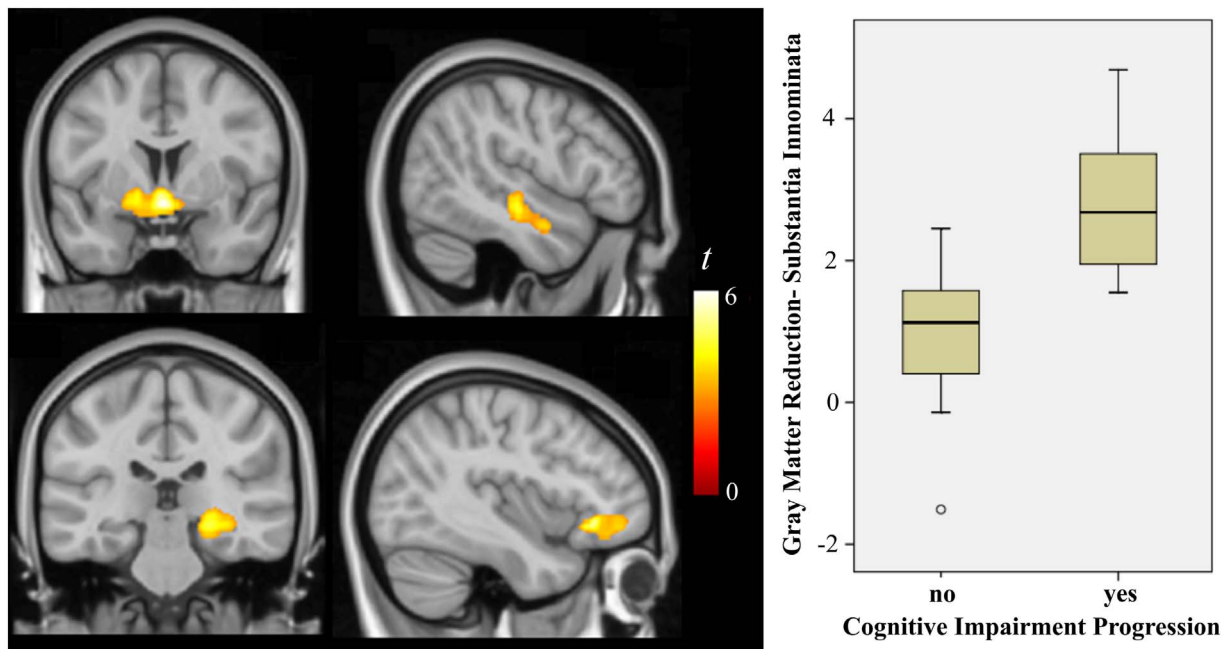 t
6
0
Gray Matter Reduction- Substantia Innominata
4
2
0
-2
no
yes
Cognitive Impairment Progression